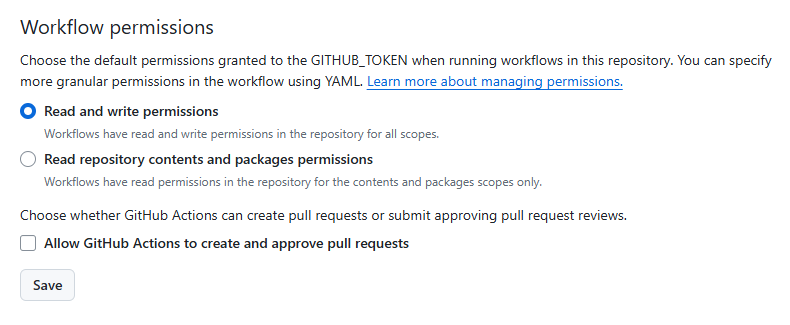 Workflow permissions
Choose the default permissions granted to the GITHUB_TOKEN when running workflows in this repository. You can specify
more granular permissions in the workflow using YAML. Learn more about managing permissions.
Read and write permissions
Workflows have read and write permissions in the repository for all scopes.
Read repository contents and packages permissions
Workflows have read permissions in the repository for the contents and packages scopes only.
Choose whether GitHub Actions can create pull requests or submit approving pull request reviews.
Allow GitHub Actions to create and approve pull requests
Save